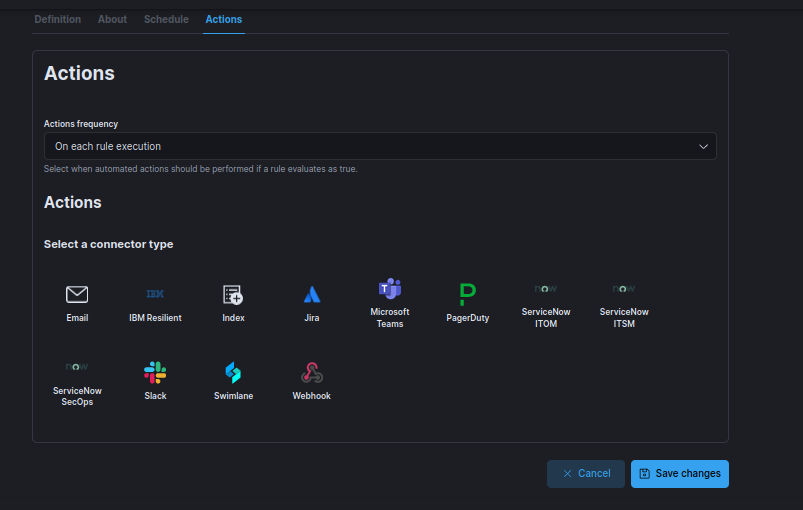 Definition About Schedule Actions
Actions
Actions frequency
On each rule execution
Select when automated actions should be performed if a rule evaluates as true.
Actions
Select a connector type
IBM
T
now
now
Email
IBM Resilient
Index
Jira
Microsoft
Teams
PagerDuty
ServiceNow
ITOM
ServiceNow
ITSM
now
ServiceNow
SecOps
Slack
Swimlane
Webhook
Cancel
Save changes